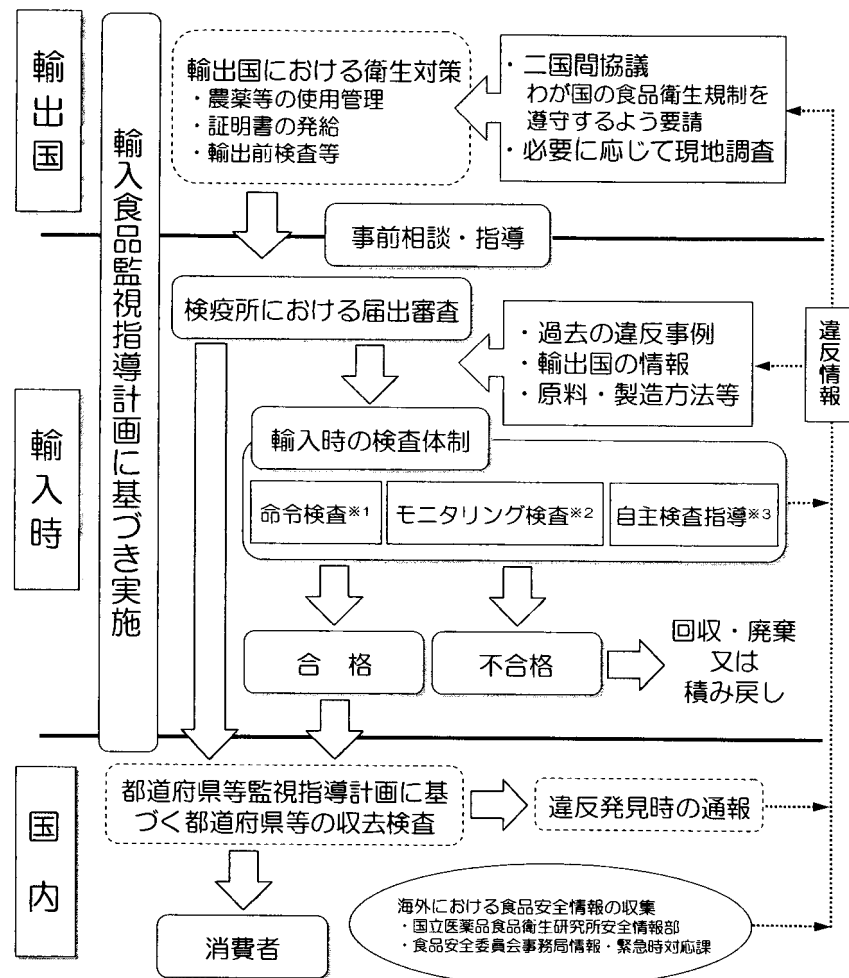 輸出国
輸入時
国内
輸入食品監視指導計画に基づき実施
輸出国における衛生対策
・農薬等の使用管理
・証明書の発給
・輸出前検査等
・二国間協議
わが国の食品衛生規制を
遵守するよう要請
・必要に応じて現地調査
事前相談・指導
検疫所における届出審査
・過去の違反事例
・輸出国の情報
・原料・製造方法等
違反情報
輸入時の検査体制
命令検査※1
モニタリング検査※2
自主検査指導※3
合格
不合格
回収・廃棄
又は
積み戻し
都道府県等監視指導計画に基
づく都道府県等の収去検査
違反発見時の通報
消費者
海外における食品安全情報の収集
・国立医薬品食品衛生研究所安全情報部
・食品安全委員会事務局情報・緊急時対応課